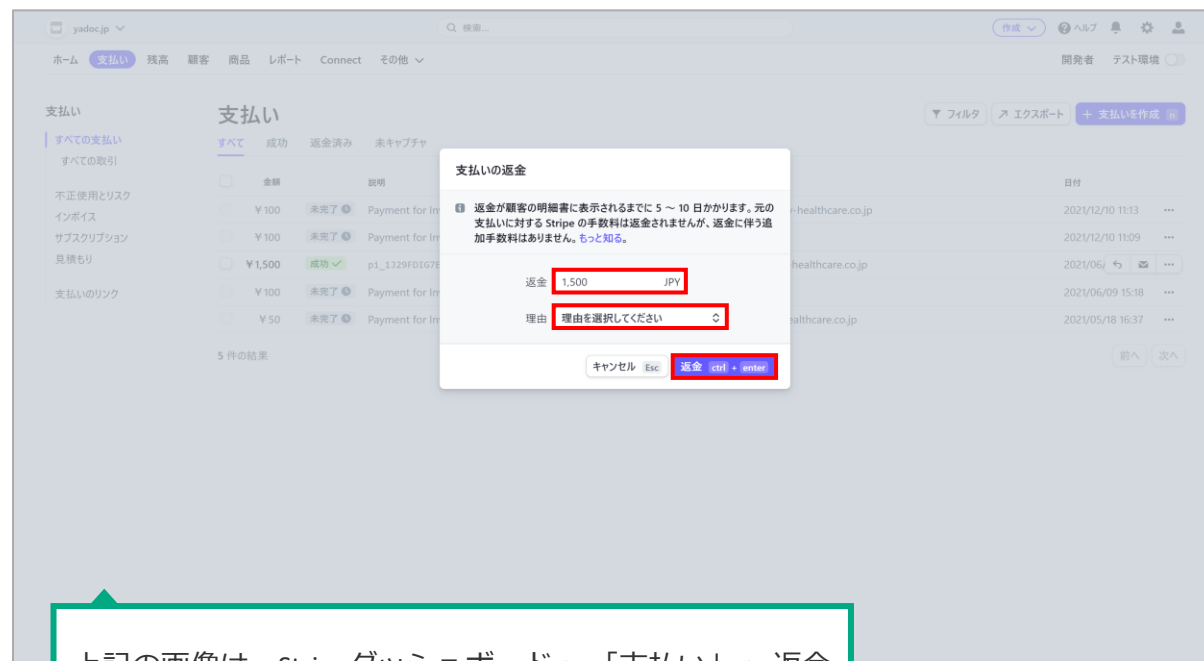 yadoc.jp
検索...
作成
ヘルプ
ホーム 支払い 残高 顧客 商品 レポート Connect その他
開発者 テスト環境
支払い
すべての支払い
すべての取引
不正使用とリスク
インボイス
サブスクリプション
見積もり
支払いのリンク
支払い
フィルタ エクスポート + 支払いを作成 n
すべて 成功 返金済み 未キャプチャ
金額 説明 日付
¥100 未完了 Payment for In -healthcare.co.jp 2021/12/10 11:13
¥100 未完了 Payment for In 2021/12/10 11:09
¥1,500 成功 pi_1J29FDIG7E healthcare.co.jp 2021/06/
¥100 未完了 Payment for In 2021/06/09 15:18
¥50 未完了 Payment for In ealthcare.co.jp 2021/05/18 16:37
5 件の結果
前へ 次へ
支払いの返金
返金が顧客の明細書に表示されるまでに 5 ～ 10 日かかります。元の
支払いに対する Stripe の手数料は返金されませんが、返金に伴う追
加手数料はありません。もっと知る。
返金 1,500 JPY
理由 理由を選択してください
キャンセル Esc 返金 ctrl + enter